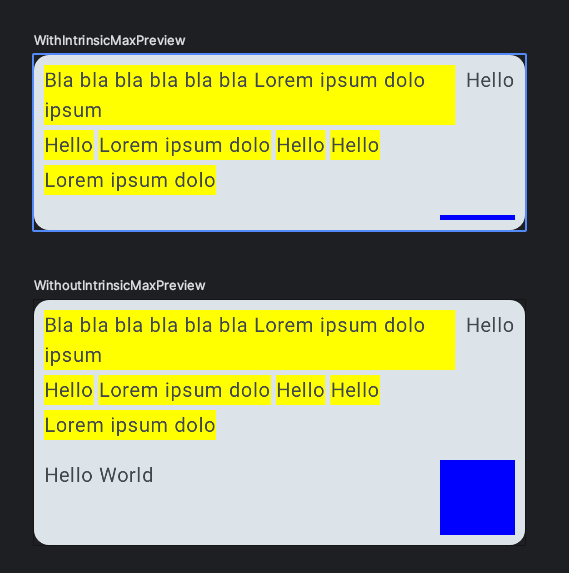 WithIntrinsicMaxPreview
Bla bla bla bla bla bla Lorem ipsum dolo Hello
ipsum
Hello Lorem ipsum dolo Hello Hello
Lorem ipsum dolo
WithoutIntrinsicMaxPreview
Bla bla bla bla bla bla Lorem ipsum dolo Hello
ipsum
Hello Lorem ipsum dolo Hello Hello
Lorem ipsum dolo
Hello World